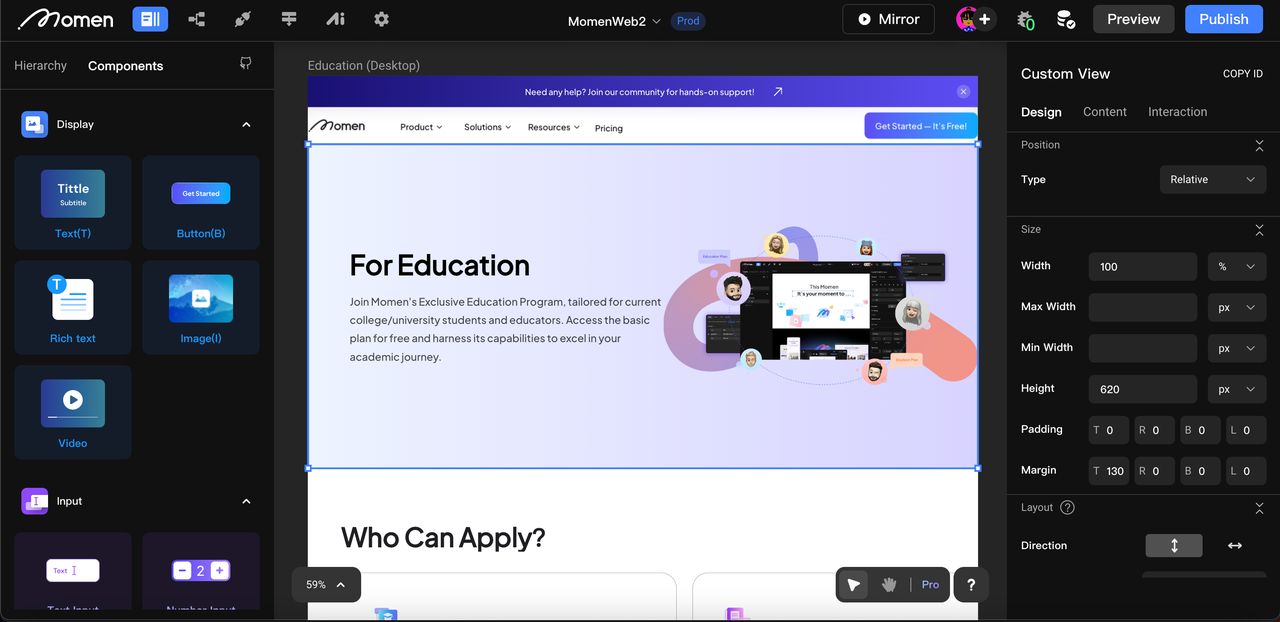 Momen
Ai
MomenWeb2
Prod
Mirror
0
Preview
Publish
Hierarchy
Components
Display
Tittle
Subtitle
Text(T)
Get Started
Button(B)
T
Rich text
Image(I)
Video
Input
Text
Text Input
2
Number Input
Education (Desktop)
Need any help? Join our community for hands-on support!
Momen
Product
Solutions
Resources
Pricing
Get Started — It's Free!
For Education
Join Momen's Exclusive Education Program, tailored for current
college/university students and educators. Access the basic
plan for free and harness its capabilities to excel in your
academic journey.
This Momen
It's your moment to ...
Who Can Apply?
59%
Pro
?
Custom View
COPY ID
Design
Content
Interaction
Position
Type
Relative
Size
Width
100
%
Max Width
px
Min Width
px
Height
620
px
Padding
T 0
R 0
B 0
L 0
Margin
T 130
R 0
B 0
L 0
Layout ?
Direction